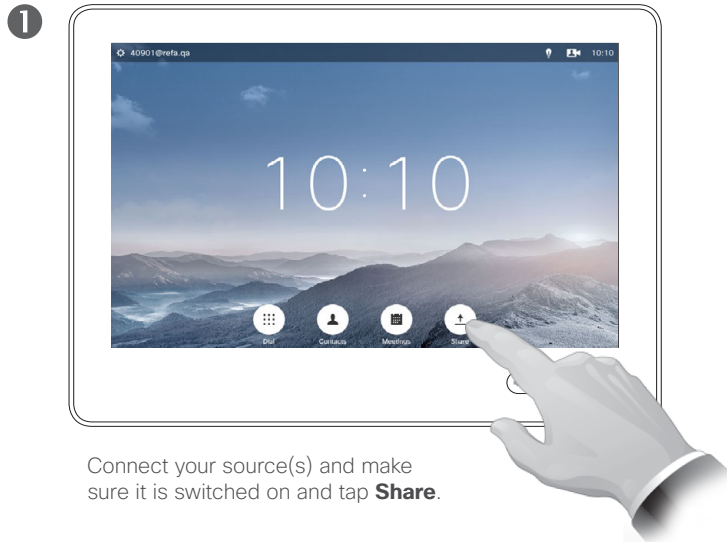 1
40901@refa.qa 10:10
10:10
Dial Contacts Meetings Share
Connect your source(s) and make
sure it is switched on and tap Share.